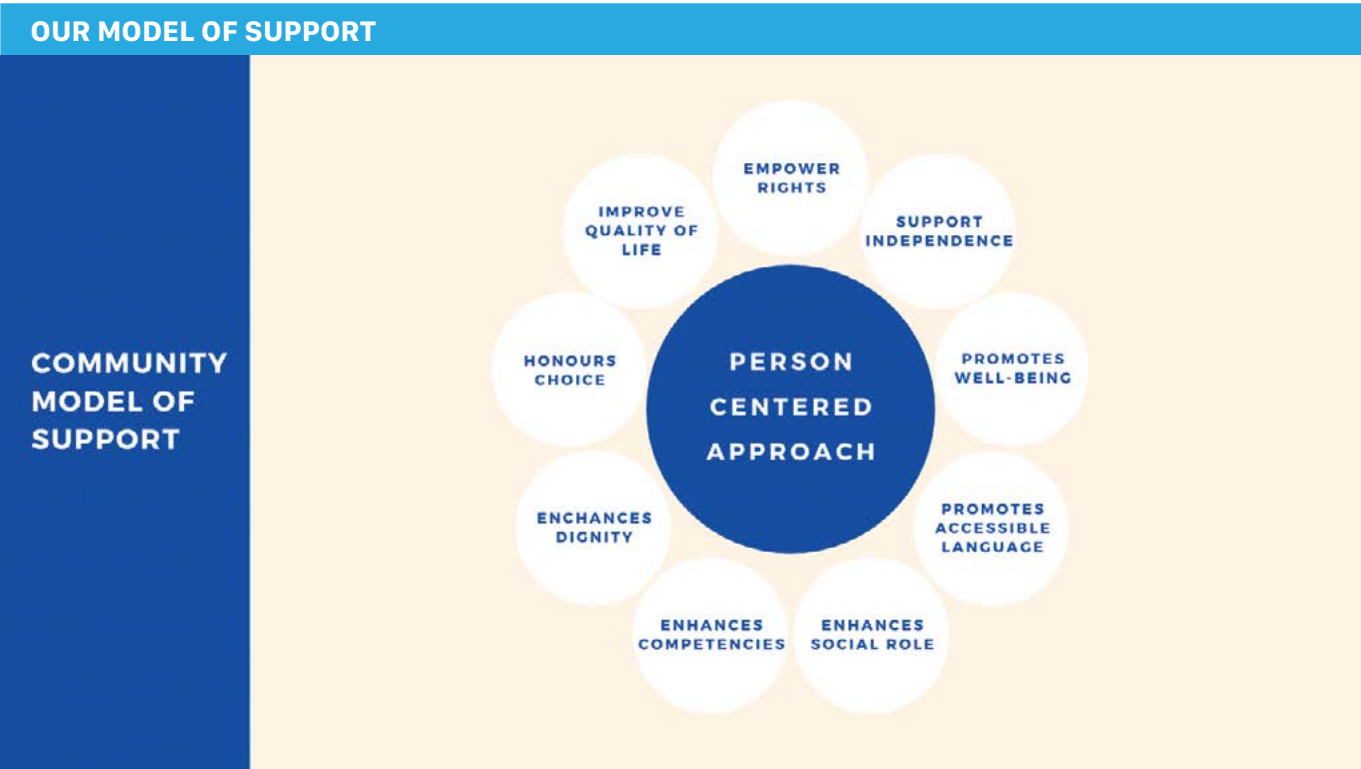 OUR MODEL OF SUPPORT
COMMUNITY
MODEL OF
SUPPORT
EMPOWER
RIGHTS
SUPPORT
INDEPENDENCE
PROMOTES
WELL-BEING
PROMOTES
ACCESSIBLE
LANGUAGE
ENHANCES
SOCIAL ROLE
ENHANCES
COMPETENCIES
ENCHANCES
DIGNITY
HONOURS
CHOICE
IMPROVE
QUALITY OF
LIFE
PERSON
CENTERED
APPROACH